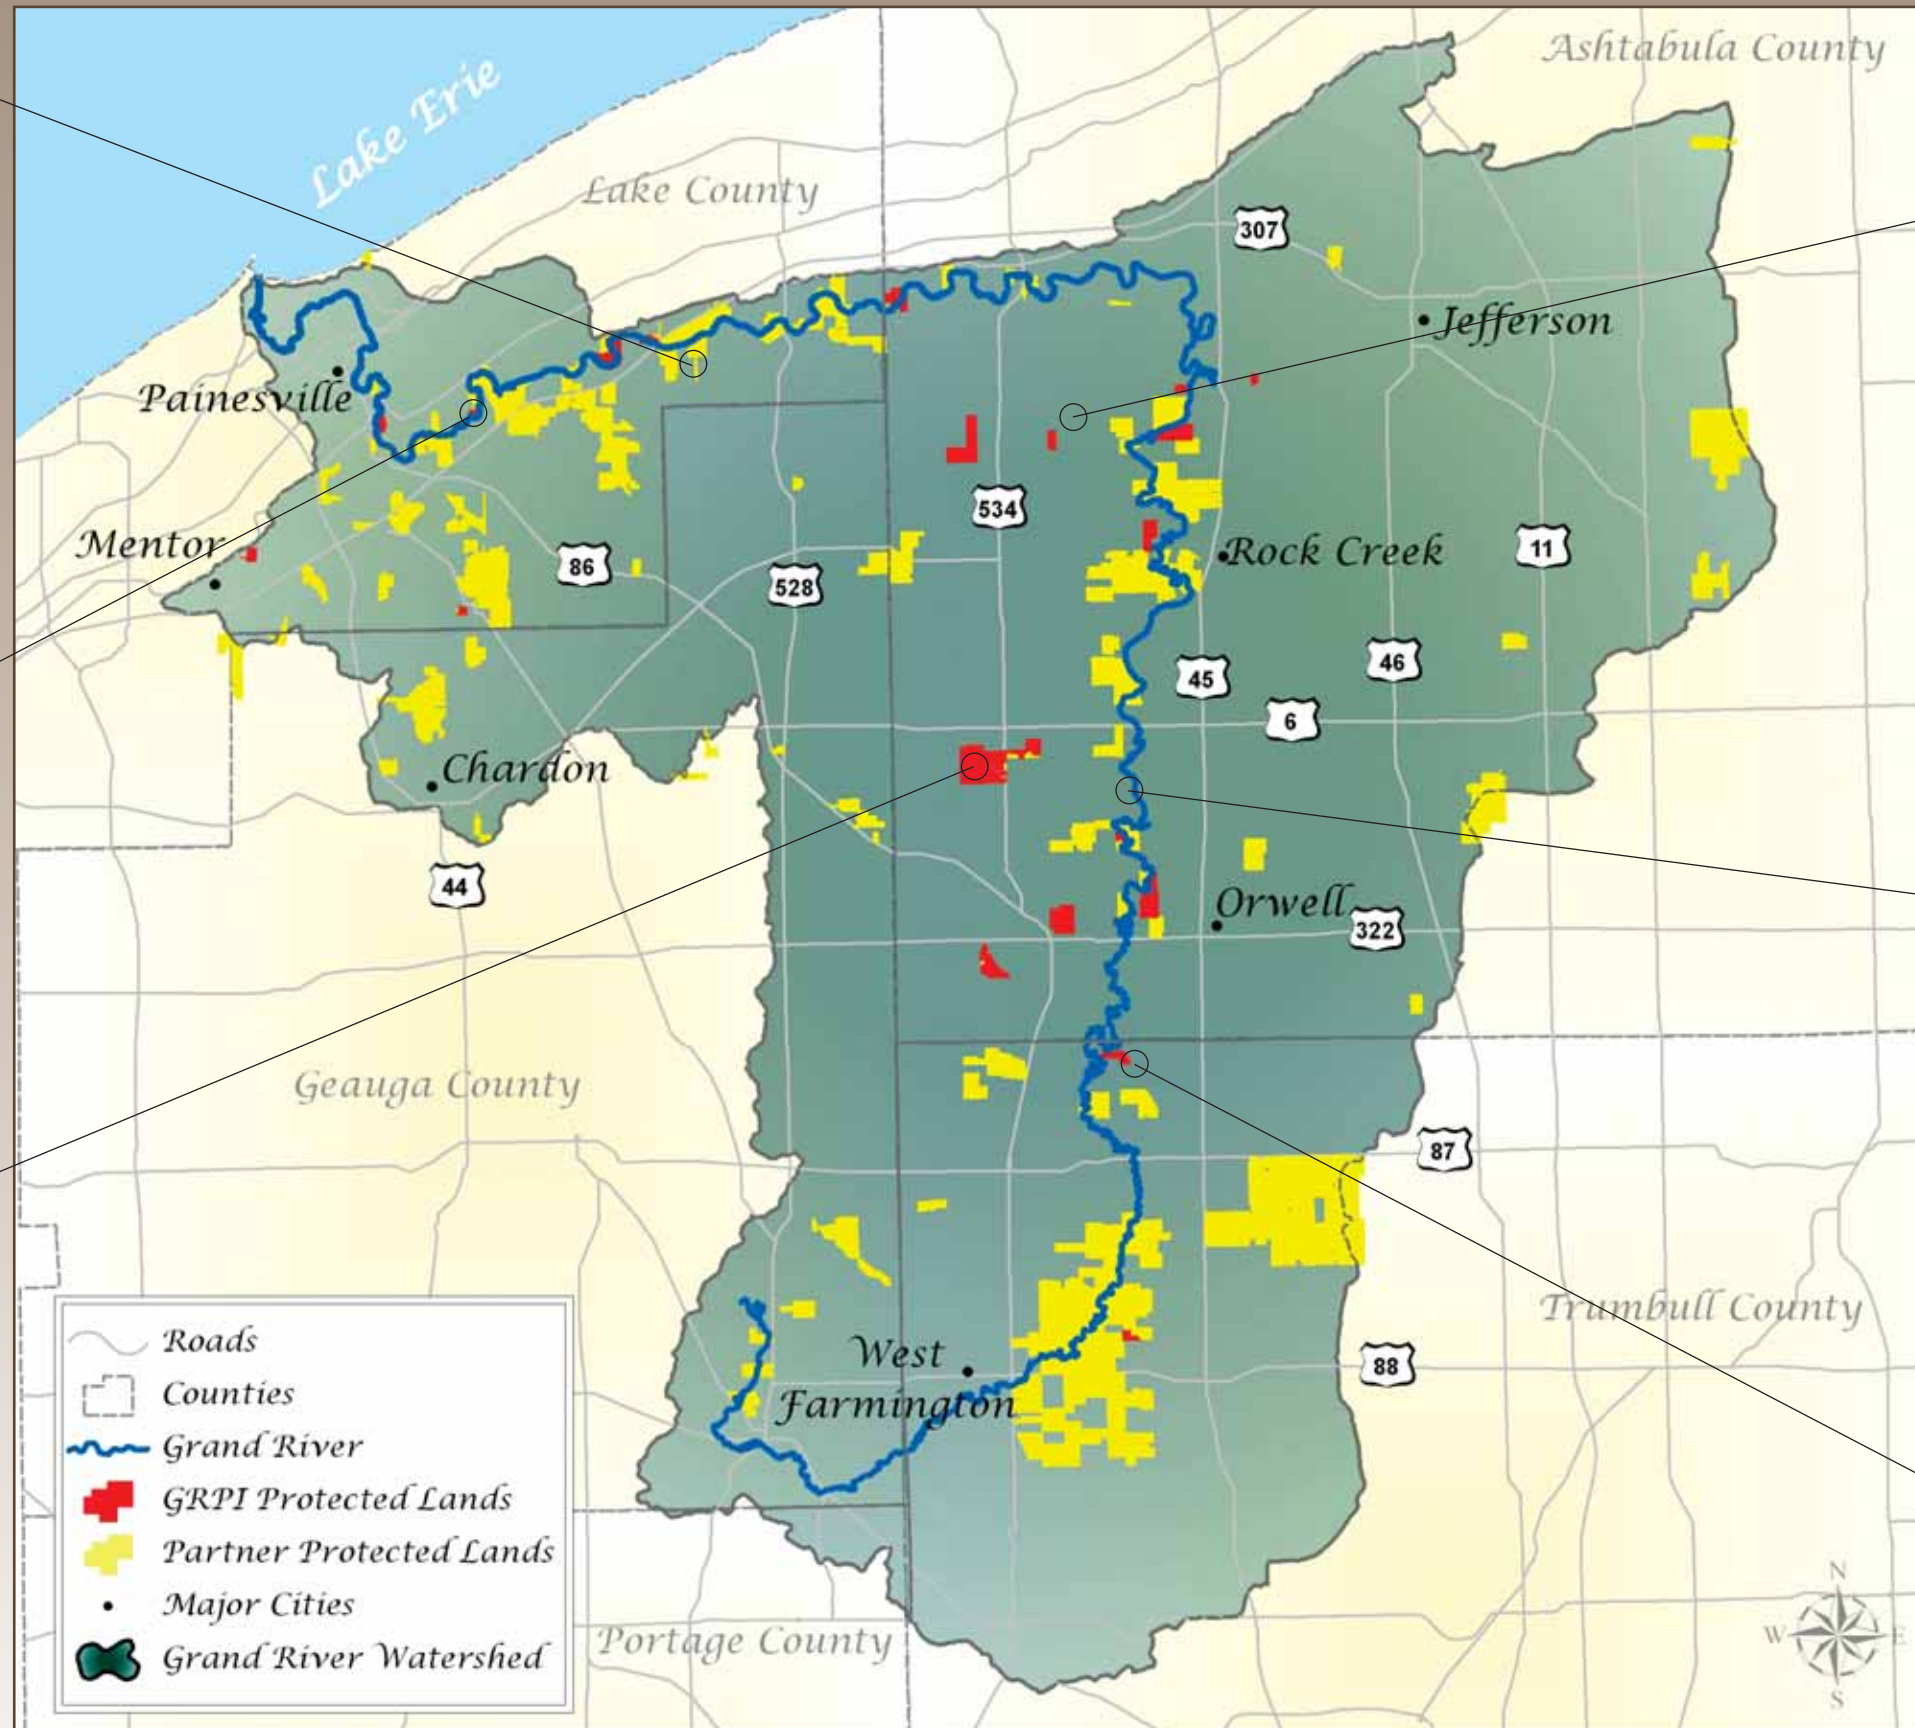 Ashtabula County
Lake Erie
Lake County
307
Jefferson
Painesville
534
Mentor
Rock Creek
11
86
528
46
45
6
Chardon
44
Orwell
322
Geauga County
87
Trumbull County
West
Farmington
88
Roads
Counties
Grand River
GRPI Protected Lands
Partner Protected Lands
Major Cities
Grand River Watershed
Portage County
N
W
E
S